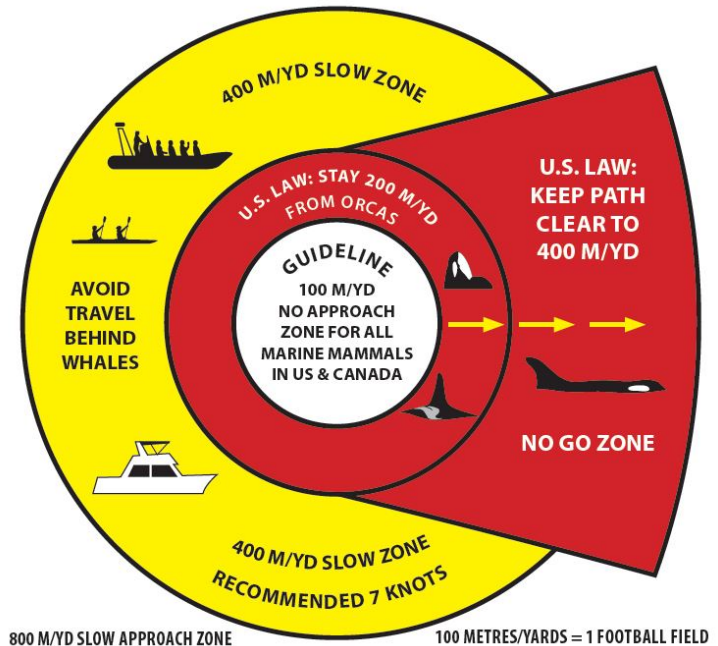 400 M/YD SLOW ZONE
U.S. LAW: STAY 200 M/YD
FROM ORCAS
U.S. LAW:
KEEP PATH
CLEAR TO
400 M/YD
GUIDELINE
100 M/YD
NO APPROACH
ZONE FOR ALL
MARINE MAMMALS
IN US & CANADA
AVOID
TRAVEL
BEHIND
WHALES
NO GO ZONE
400 M/YD SLOW ZONE
RECOMMENDED 7 KNOTS
800 M/YD SLOW APPROACH ZONE
100 METRES/YARDS = 1 FOOTBALL FIELD